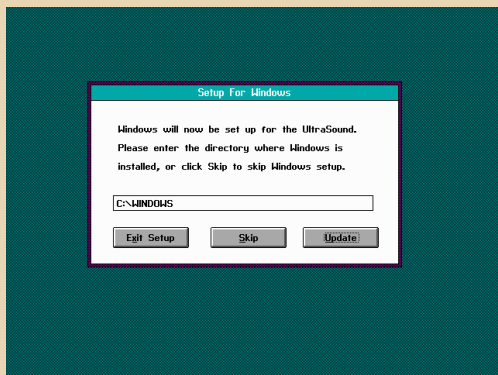 Setup For Windows
Windows will now be set up for the UltraSound.
Please enter the directory where Windows is
installed, or click Skip to skip Windows setup.
C:\WINDOWS
Exit Setup
Skip
Update